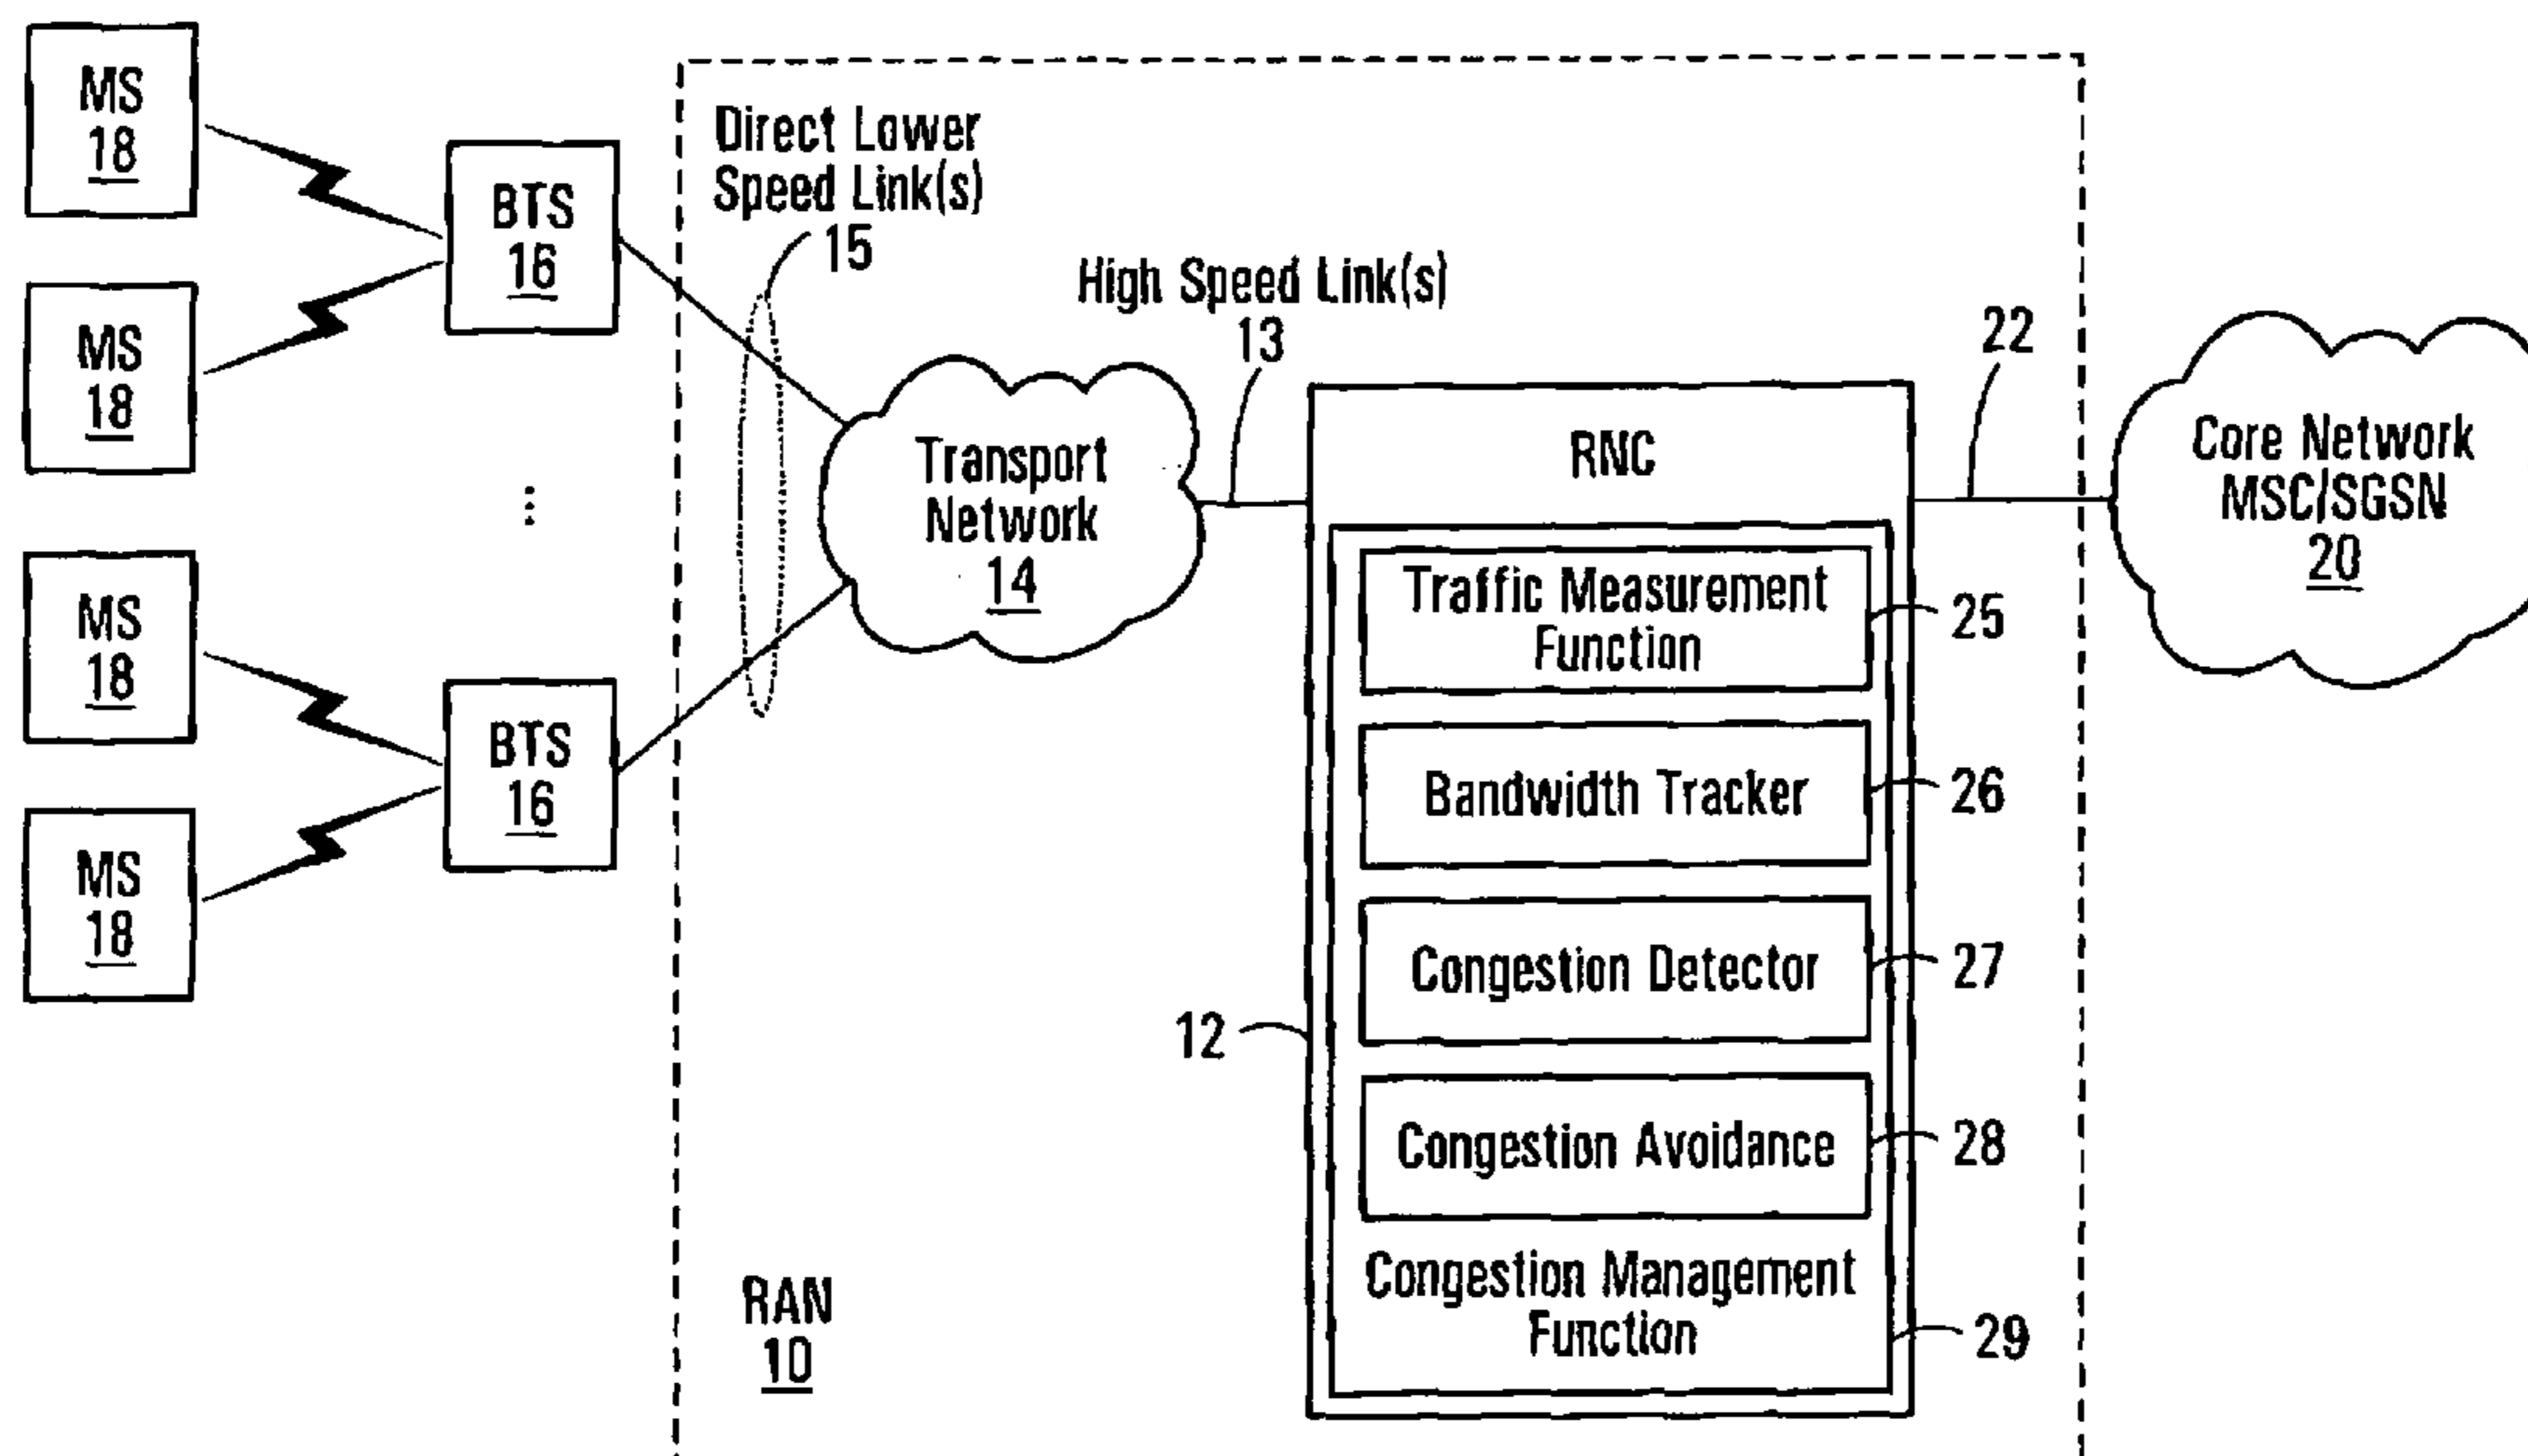 MS
18
MS
18
MS
18
MS
18
BTS
16
...
BTS
16
Direct Lower
Speed Link(s)
15
High Speed Link(s)
13
Transport
Network
14
RNC
Traffic Measurement
Function
25
Bandwidth Tracker
26
Congestion Detector
27
Congestion Avoidance
28
Congestion Management
Function
29
12
22
Core Network
MSC/SGSN
20
RAN
10